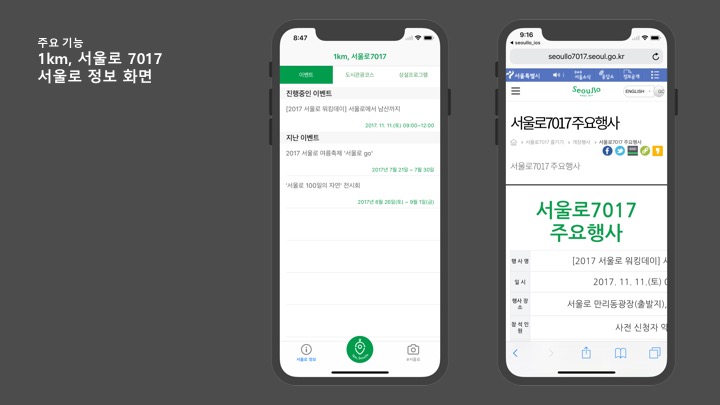 주요 기능
1km, 서울로 7017
서울로 정보 화면
8:47
1km, 서울로7017
이벤트
도시관광코스
상설프로그램
진행중인 이벤트
[2017 서울로 워킹데이] 서울로에서 남산까지
2017. 11. 11.(토) 09:00~12:00
지난 이벤트
2017 서울로 여름축제 '서울로 go'
2017년 7월 21일 ~ 7월 30일
'서울로 100일의 자연' 전시회
2017년 8월 26일(토) ~ 9월 1일(금)
서울로 정보
#서울로
9:16
seoullo_ios
seoullo7017.seoul.go.kr
서울특별시
Seoullo
ENGLISH
GO
서울로7017 주요행사
서울로7017 즐기기
개장행사
서울로7017 주요행사
서울로7017 주요행사
서울로7017
주요행사
행 사 명
[2017 서울로 워킹데이]
일 시
2017. 11. 11.(토)
행사 장소
서울로 만리동광장(출발지),
참 석 인원
사전 신청자